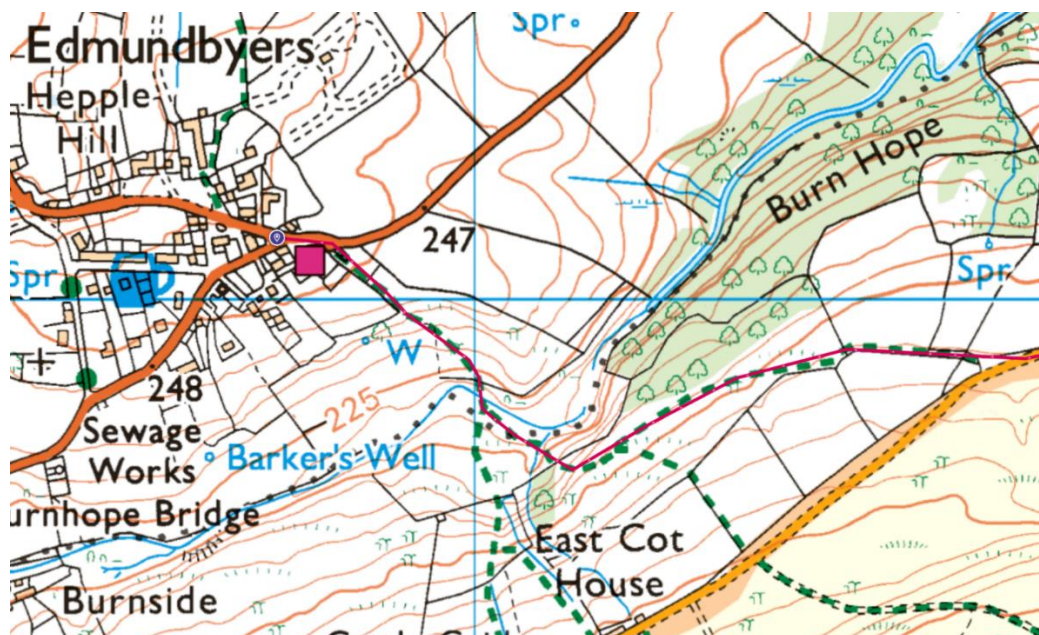 Edmundbyers
Hepple
Hill
Spr
247
Burn Hope
Spr
Spr
W
248
225
Sewage
Works
Barker's Well
urnhope Bridge
East Cot
House
Burnside